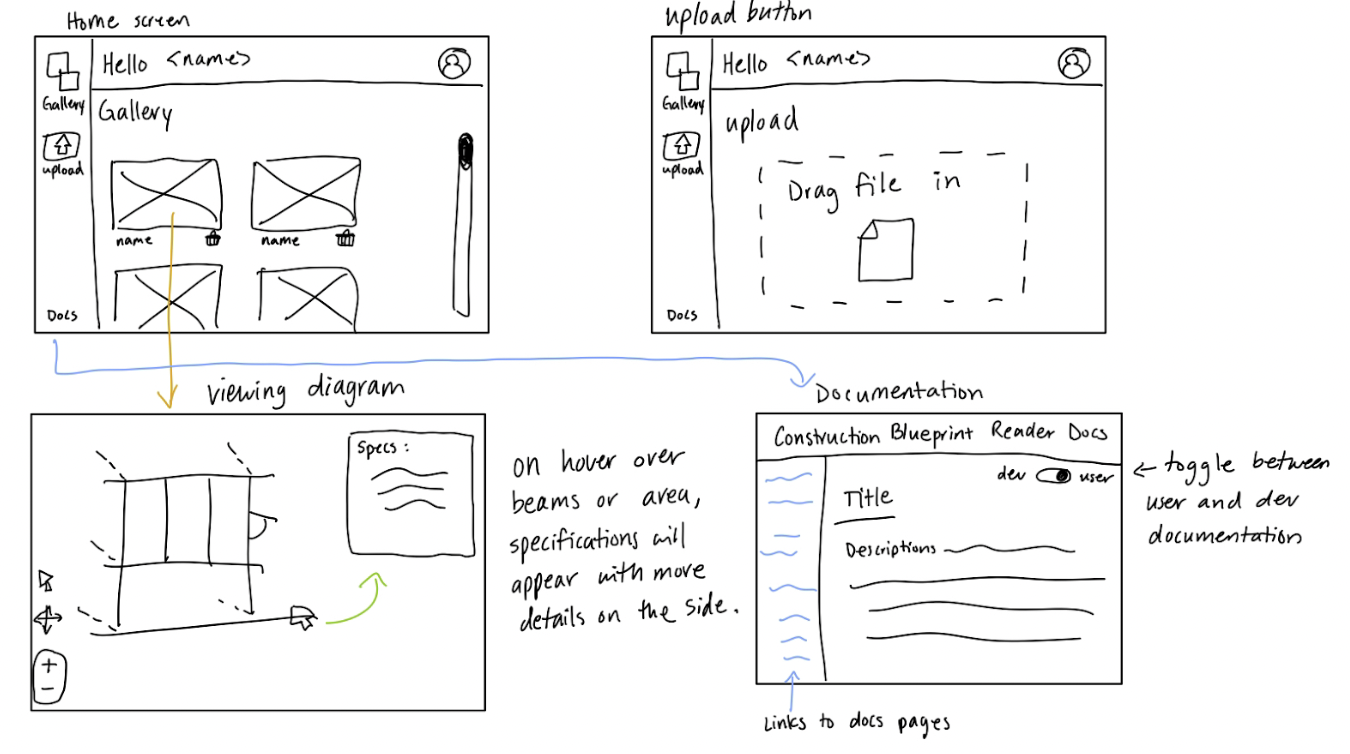 Home screen
Hello <name>
Gallery
Gallery
upload
name
name
Docs
upload button
Hello <name>
Gallery
upload
upload
Drag file in
Docs
viewing diagram
Specs :
+
–
on hover over
beams or area,
specifications will
appear with more
details on the side.
Documentation
Construction Blueprint Reader Docs
dev user
Title
Descriptions
← toggle between
user and dev
documentation
Links to docs pages